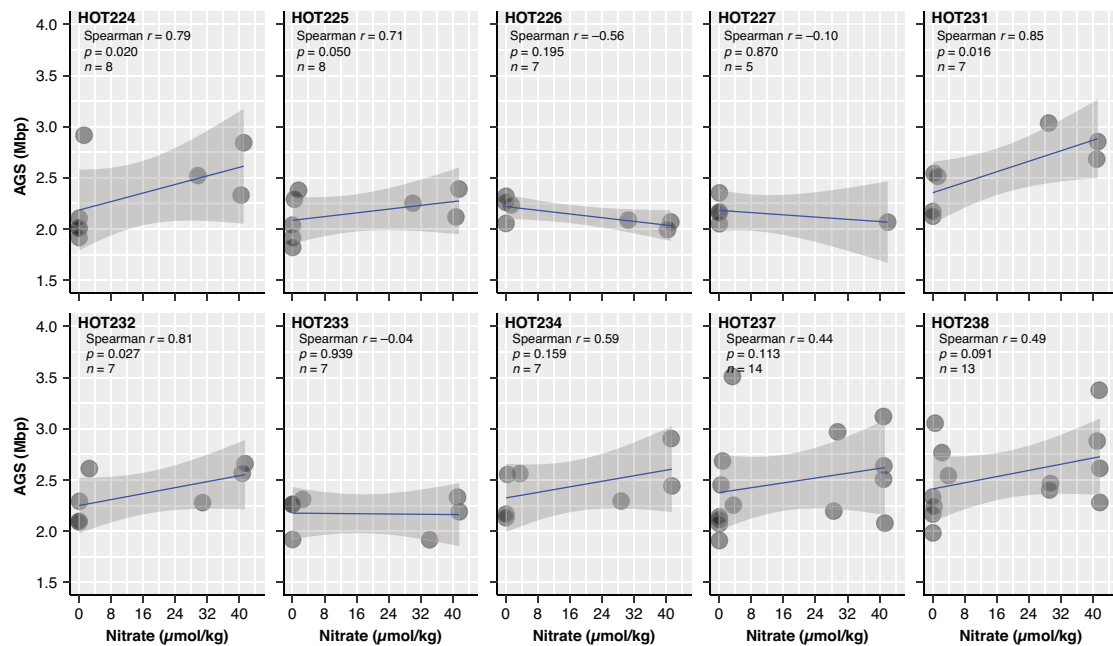 HOT224
Spearman r = 0.79
p = 0.020
n = 8
HOT225
Spearman r = 0.71
p = 0.050
n = 8
HOT226
Spearman r = −0.56
p = 0.195
n = 7
HOT227
Spearman r = −0.10
p = 0.870
n = 5
HOT231
Spearman r = 0.85
p = 0.016
n = 7
AGS (Mbp)
4.0
3.5
3.0
2.5
2.0
1.5
HOT232
Spearman r = 0.81
p = 0.027
n = 7
HOT233
Spearman r = −0.04
p = 0.939
n = 7
HOT234
Spearman r = 0.59
p = 0.159
n = 7
HOT237
Spearman r = 0.44
p = 0.113
n = 14
HOT238
Spearman r = 0.49
p = 0.091
n = 13
AGS (Mbp)
4.0
3.5
3.0
2.5
2.0
1.5
0 8 16 24 32 40 0 8 16 24 32 40 0 8 16 24 32 40 0 8 16 24 32 40 0 8 16 24 32 40
Nitrate (µmol/kg) Nitrate (µmol/kg) Nitrate (µmol/kg) Nitrate (µmol/kg) Nitrate (µmol/kg)